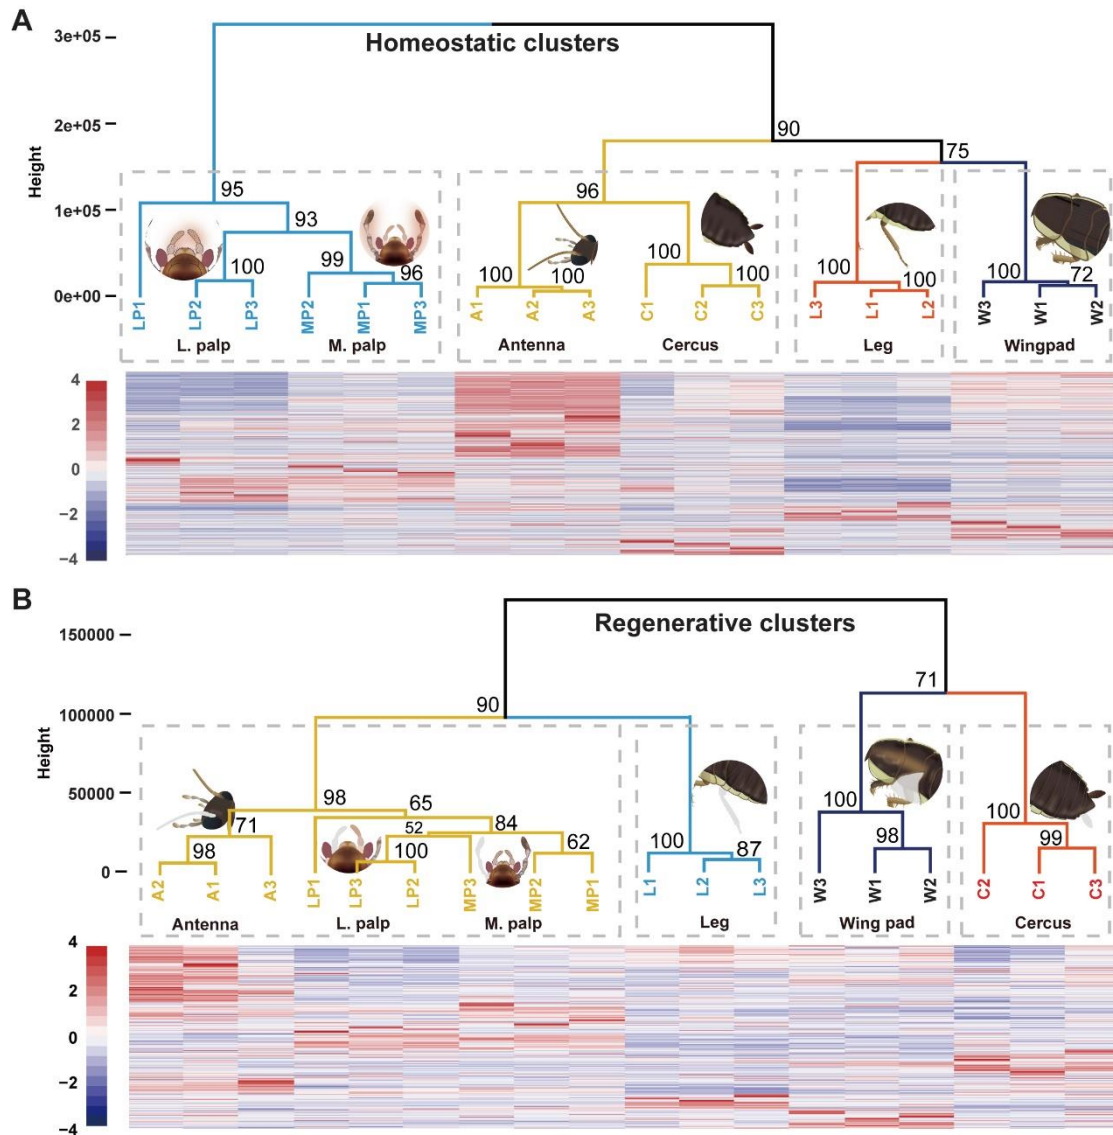 A
Homeostatic clusters
Height
3e+05
2e+05
1e+05
0e+00
90
75
95
96
93
100
99
96
100
100
100
100
100
100
100
72
LP1
LP2
LP3
MP2
MP1
MP3
A1
A2
A3
C1
C2
C3
L3
L1
L2
W3
W1
W2
L. palp
M. palp
Antenna
Cercus
Leg
Wingpad
4
2
0
−2
−4
B
Regenerative clusters
Height
150000
100000
50000
0
90
71
98
65
71
52
84
98
100
62
100
87
100
98
100
99
A2
A1
A3
LP1
LP3
LP2
MP3
MP2
MP1
L1
L2
L3
W3
W1
W2
C2
C1
C3
Antenna
L. palp
M. palp
Leg
Wing pad
Cercus
4
2
0
−2
−4